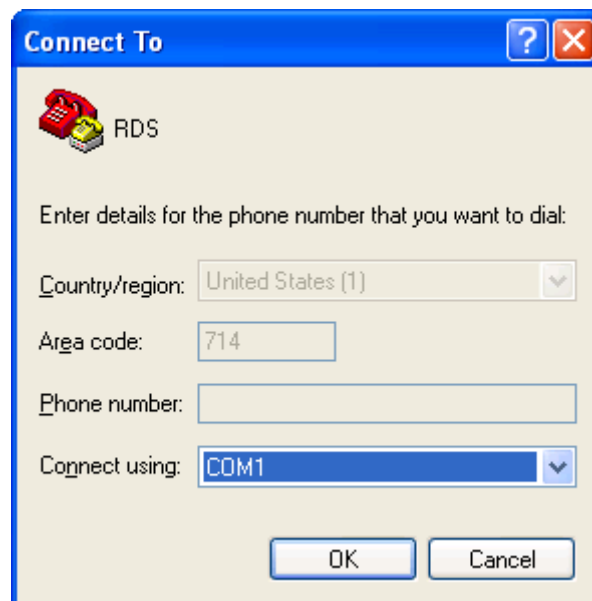 Connect To
RDS
Enter details for the phone number that you want to dial:
Country/region: United States (1)
Area code: 714
Phone number:
Connect using: COM1
OK Cancel